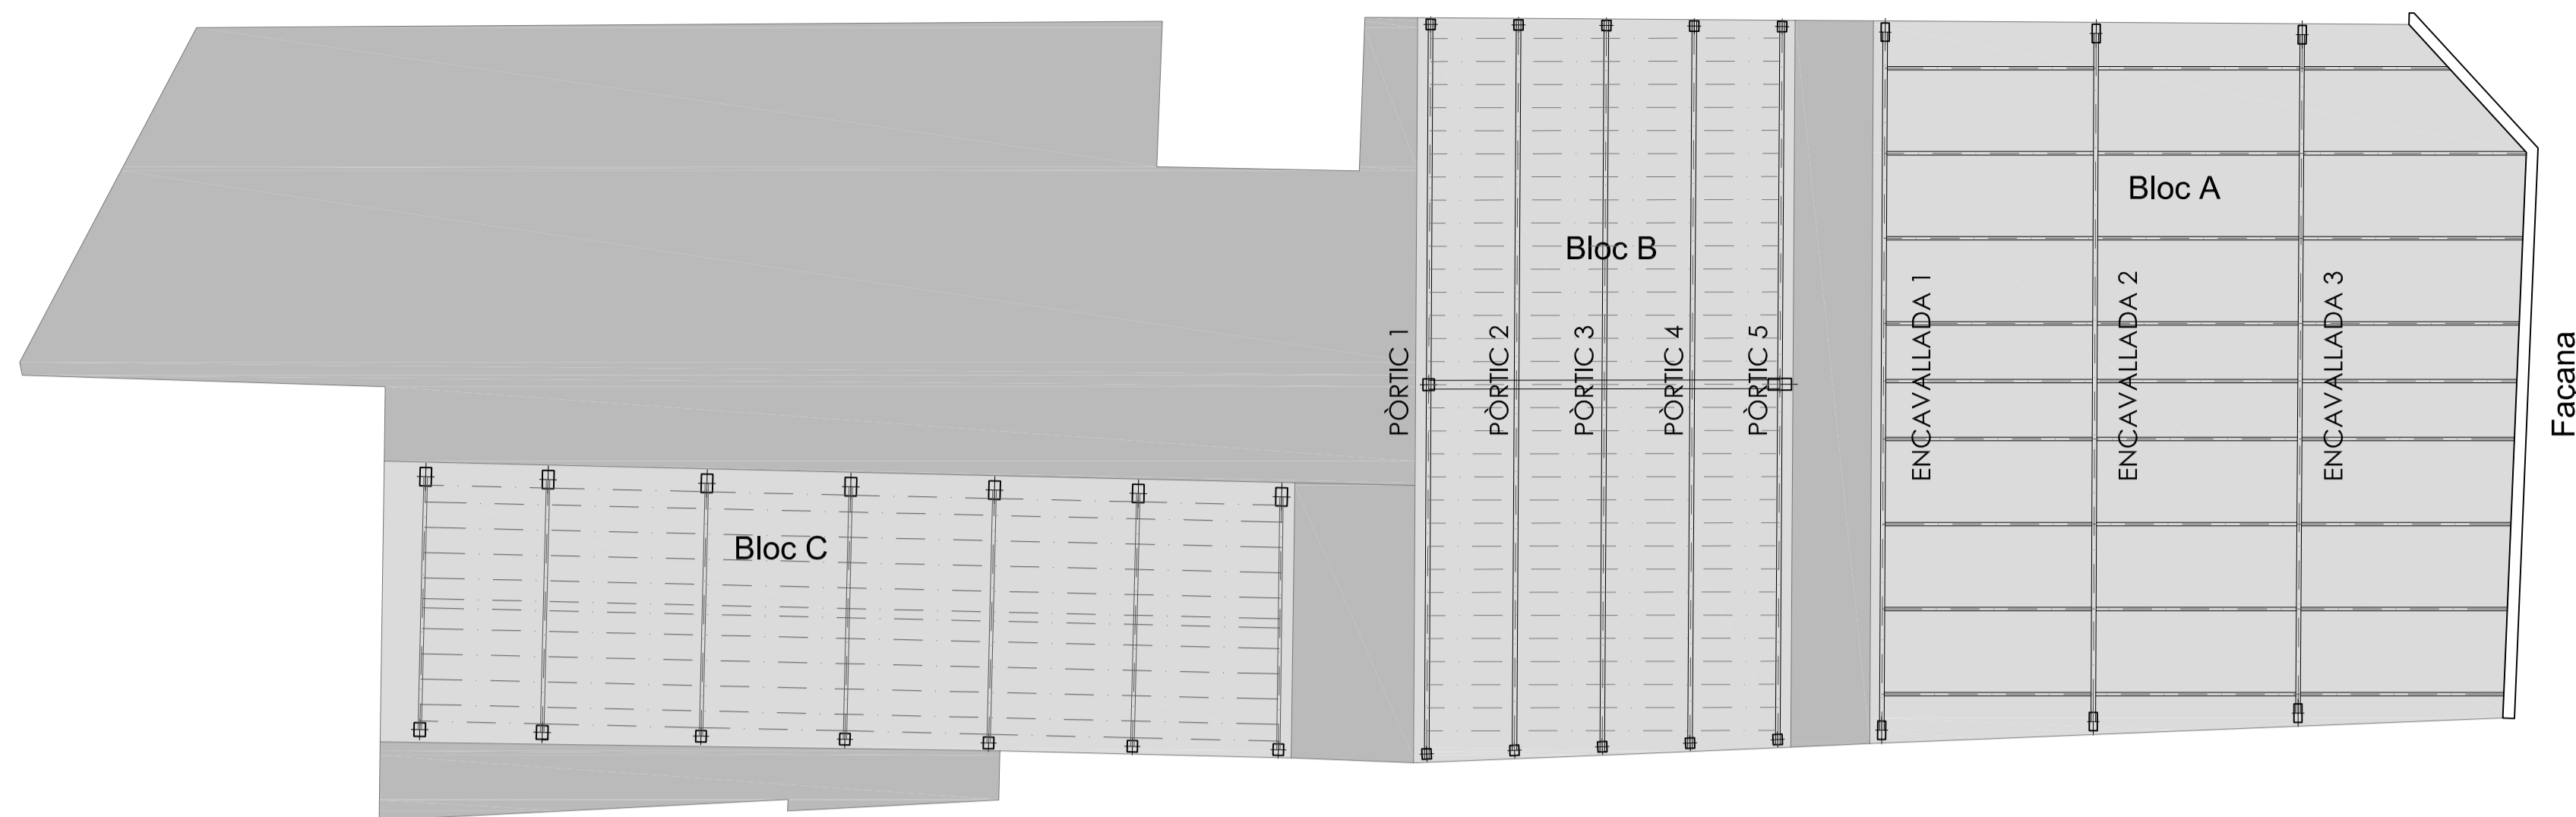 Bloc A
Bloc B
Bloc C
PÒRTIC 1
PÒRTIC 2
PÒRTIC 3
PÒRTIC 4
PÒRTIC 5
ENCAVALLADA 1
ENCAVALLADA 2
ENCAVALLADA 3
Façana